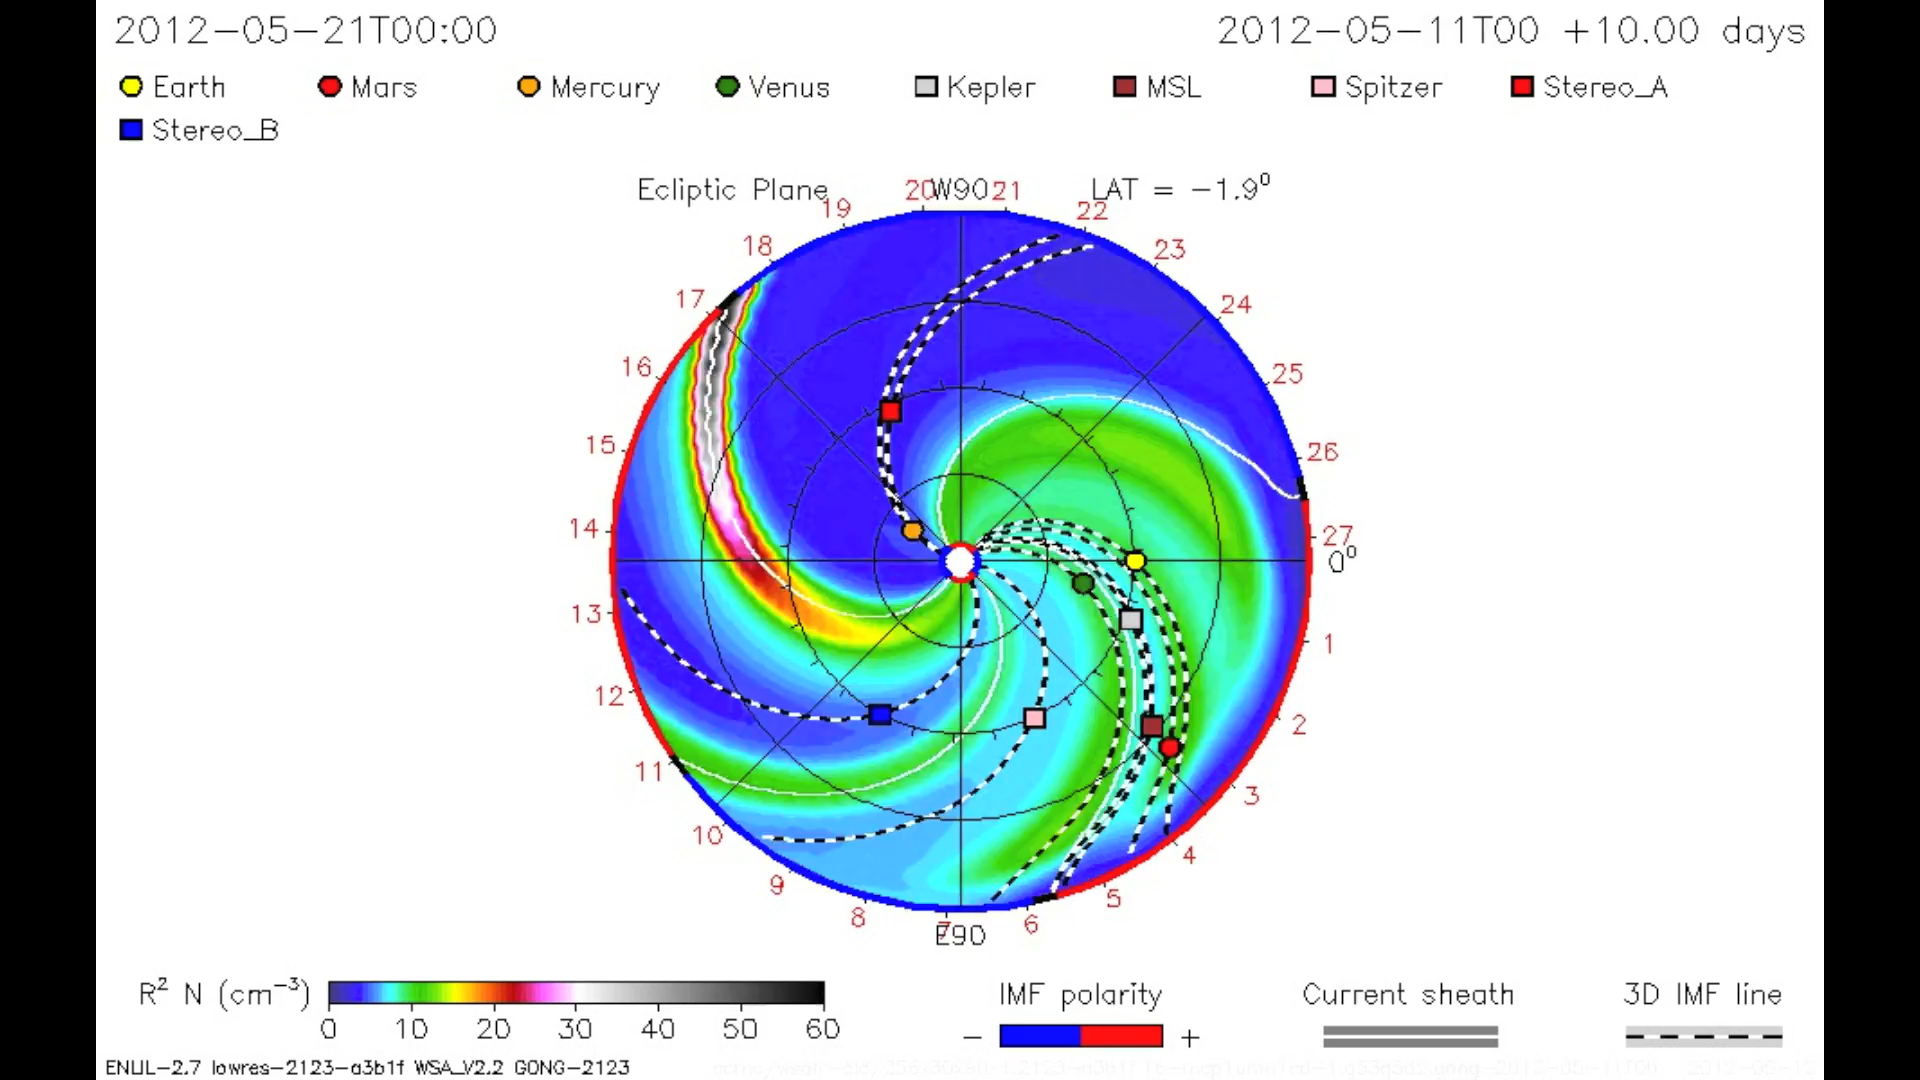 2012-05-21T00:00
2012-05-11T00 +10.00 days
Earth Mars Mercury Venus Kepler MSL Spitzer Stereo_A
Stereo_B
Ecliptic Plane
W90
LAT = -1.9⁰
19 20 21 22
18 23
17 24
16 25
15 26
14 27
0⁰
13 1
12 2
11 3
10 4
9 5
8 7 6
E90
R² N (cm⁻³)
0 10 20 30 40 50 60
IMF polarity
- +
Current sheath
3D IMF line
ENLIL-2.7 lowres-2123-a3b1f WSA_V2.2 GONG-2123